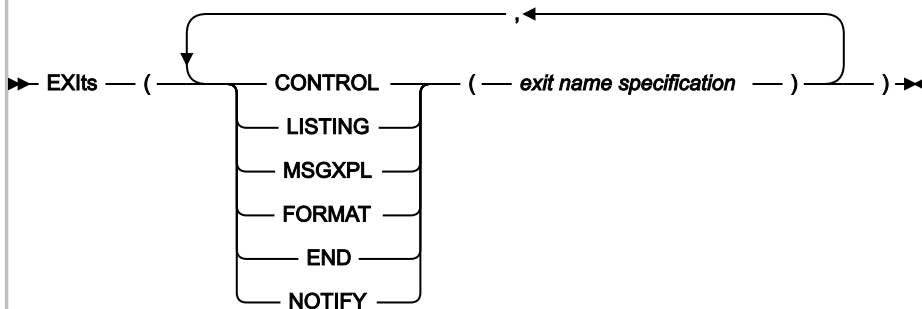 ,
EXIts ( CONTROL ( exit name specification ) )
LISTING
MSGXPL
FORMAT
END
NOTIFY